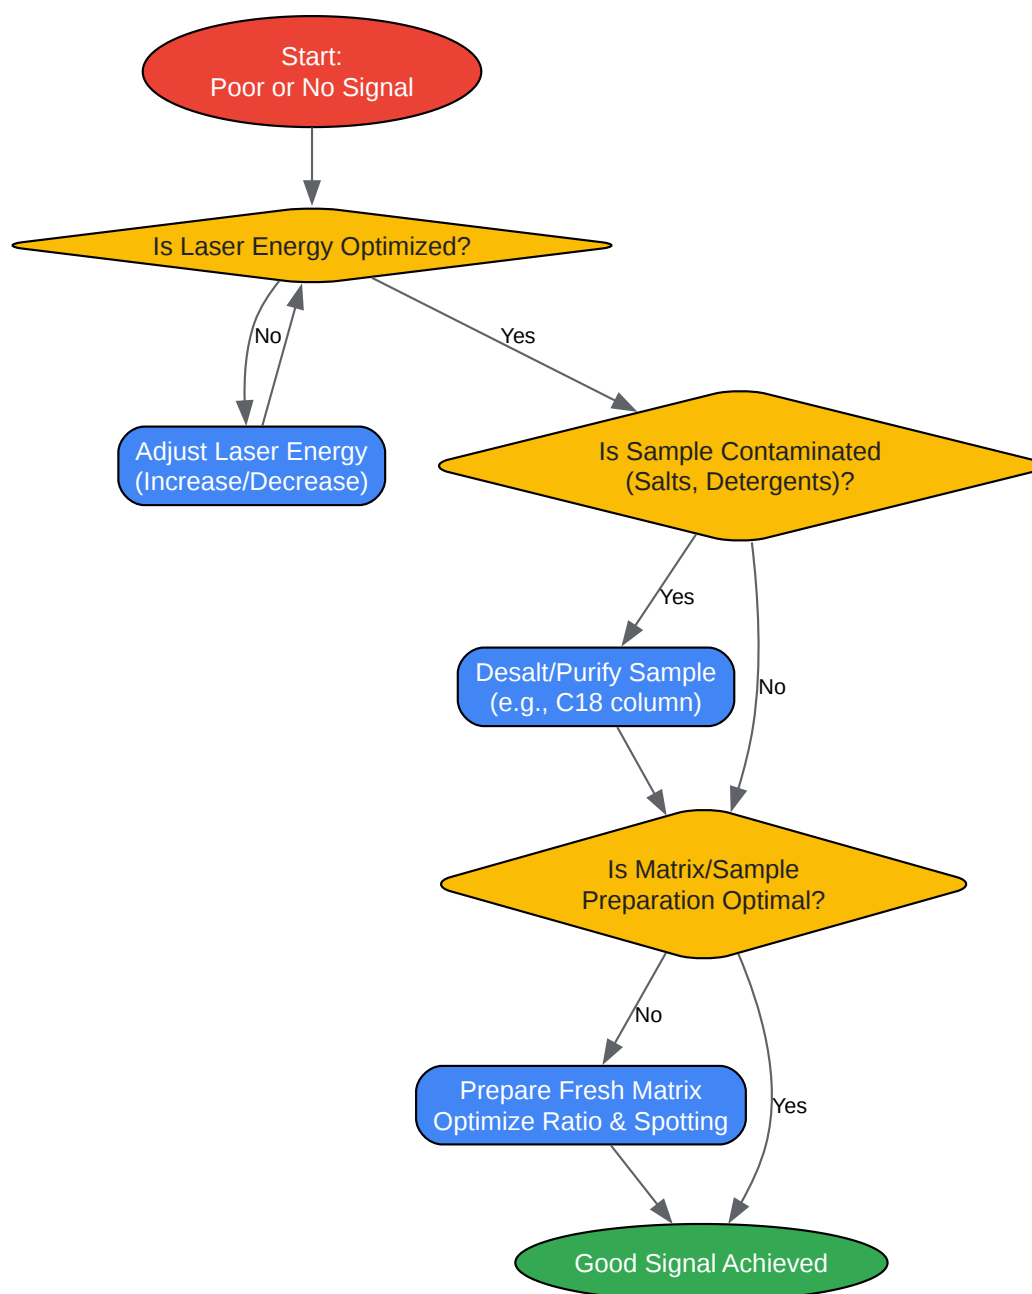 Start:
Poor or No Signal
Is Laser Energy Optimized?
No
Yes
Adjust Laser Energy
(Increase/Decrease)
Is Sample Contaminated
(Salts, Detergents)?
Yes
Desalt/Purify Sample
(e.g., C18 column)
No
Is Matrix/Sample
Preparation Optimal?
No
Prepare Fresh Matrix
Optimize Ratio & Spotting
Yes
Good Signal Achieved